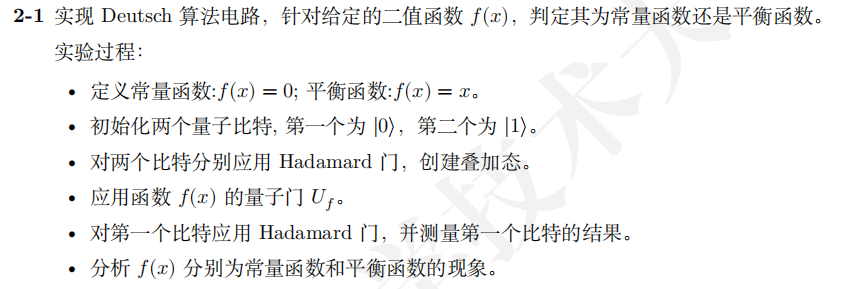 2-1 实现 Deutsch 算法电路，针对给定的二值函数 f(x)，判定其为常量函数还是平衡函数。
实验过程：
• 定义常量函数:f(x) = 0; 平衡函数:f(x) = x。
• 初始化两个量子比特, 第一个为 |0⟩，第二个为 |1⟩。
• 对两个比特分别应用 Hadamard 门，创建叠加态。
• 应用函数 f(x) 的量子门 U_f。
• 对第一个比特应用 Hadamard 门，并测量第一个比特的结果。
• 分析 f(x) 分别为常量函数和平衡函数的现象。